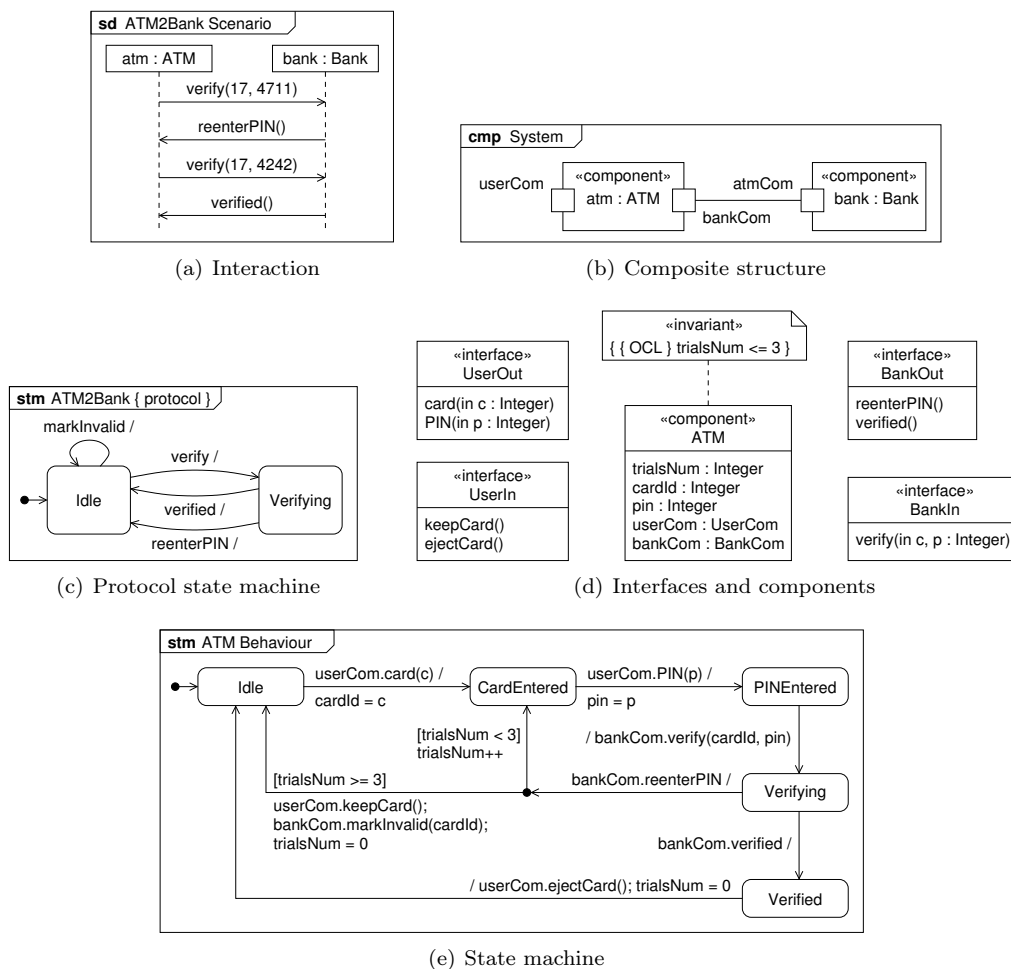 sd ATM2Bank Scenario
atm : ATM
bank : Bank
verify(17, 4711)
reenterPIN()
verify(17, 4242)
verified()
(a) Interaction
cmp System
userCom
«component»
atm : ATM
bankCom
atmCom
«component»
bank : Bank
(b) Composite structure
stm ATM2Bank { protocol }
markInvalid /
Idle
verify /
verified /
reenterPIN /
Verifying
(c) Protocol state machine
«interface»
UserOut
card(in c : Integer)
PIN(in p : Integer)
«interface»
UserIn
keepCard()
ejectCard()
«invariant»
{ { OCL } trialsNum <= 3 }
«component»
ATM
trialsNum : Integer
cardId : Integer
pin : Integer
userCom : UserCom
bankCom : BankCom
«interface»
BankOut
reenterPIN()
verified()
«interface»
BankIn
verify(in c, p : Integer)
(d) Interfaces and components
stm ATM Behaviour
Idle
userCom.card(c) /
cardId = c
CardEntered
userCom.PIN(p) /
pin = p
PINEntered
/ bankCom.verify(cardId, pin)
[trialsNum < 3]
trialsNum++
[trialsNum >= 3]
userCom.keepCard();
bankCom.markInvalid(cardId);
trialsNum = 0
bankCom.reenterPIN /
Verifying
bankCom.verified /
/ userCom.ejectCard(); trialsNum = 0
Verified
(e) State machine